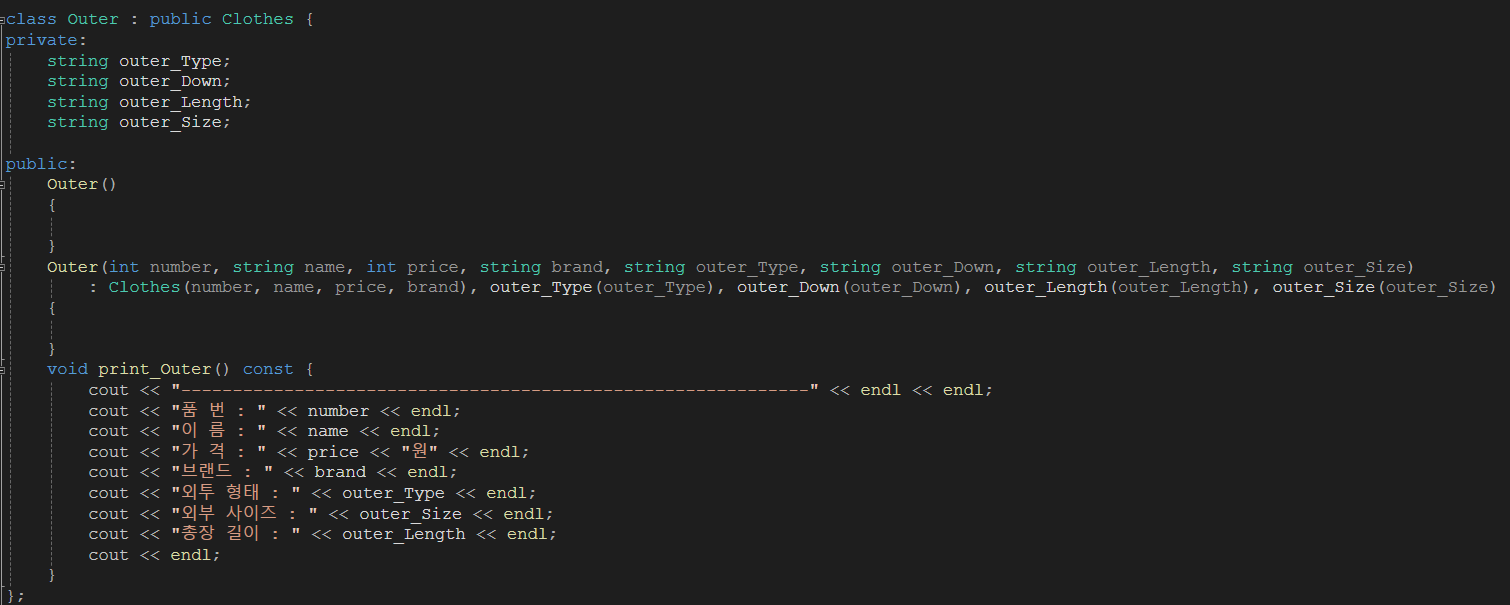 class Outer : public Clothes {
private:
    string outer_Type;
    string outer_Down;
    string outer_Length;
    string outer_Size;
public:
    Outer()
    {
    }
    Outer(int number, string name, int price, string brand, string outer_Type, string outer_Down, string outer_Length, string outer_Size)
        : Clothes(number, name, price, brand), outer_Type(outer_Type), outer_Down(outer_Down), outer_Length(outer_Length), outer_Size(outer_Size)
    {
    }
    void print_Outer() const {
        cout << "-------------------------------------------------------------" << endl << endl;
        cout << "품 번 : " << number << endl;
        cout << "이 름 : " << name << endl;
        cout << "가 격 : " << price << "원" << endl;
        cout << "브랜드 : " << brand << endl;
        cout << "외투 형태 : " << outer_Type << endl;
        cout << "외부 사이즈 : " << outer_Size << endl;
        cout << "총장 길이 : " << outer_Length << endl;
        cout << endl;
    }
};